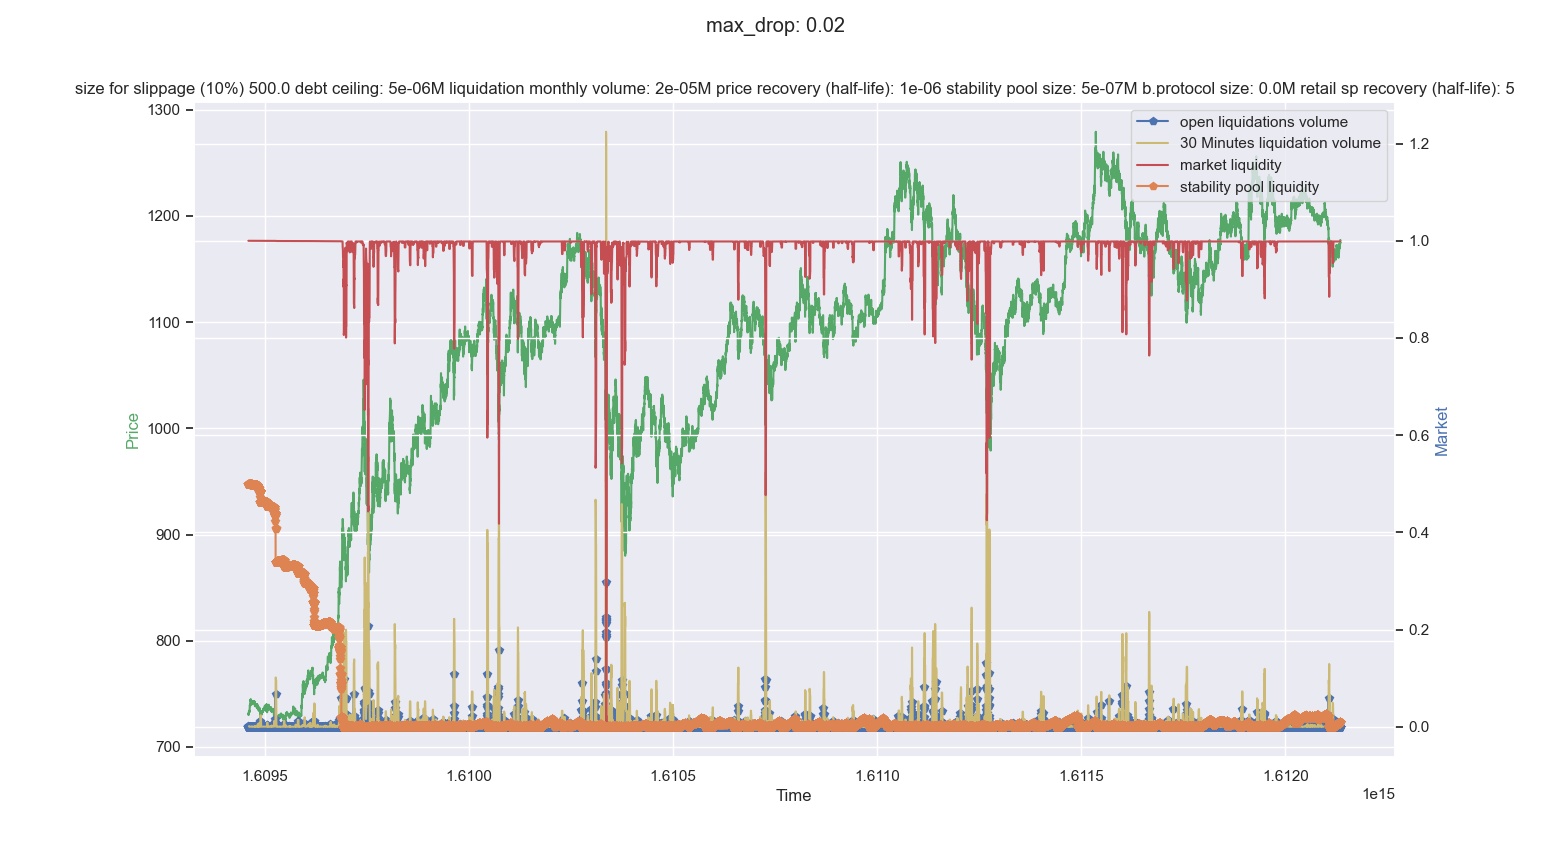 max_drop: 0.02
size for slippage (10%) 500.0 debt ceiling: 5e-06M liquidation monthly volume: 2e-05M price recovery (half-life): 1e-06 stability pool size: 5e-07M b.protocol size: 0.0M retail sp recovery (half-life): 5
open liquidations volume
30 Minutes liquidation volume
market liquidity
stability pool liquidity
1300
1200
1100
1000
900
800
700
Price
1.2
1.0
0.8
0.6
0.4
0.2
0.0
Market
1.6095 1.6100 1.6105 1.6110 1.6115 1.6120
1e15
Time